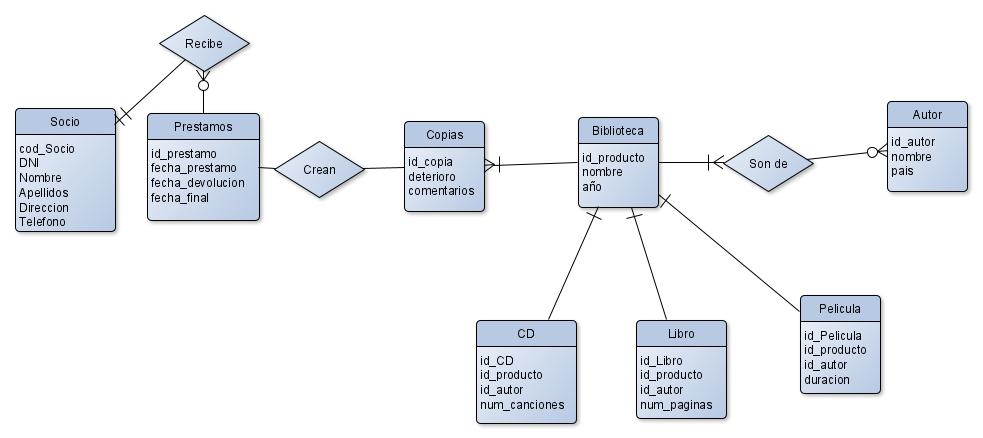 Recibe
Socio
cod_Socio
DNI
Nombre
Apellidos
Direccion
Telefono
Prestamos
id_prestamo
fecha_prestamo
fecha_devolucion
fecha_final
Crean
Copias
id_copia
deterioro
comentarios
Biblioteca
id_producto
nombre
año
Son de
Autor
id_autor
nombre
pais
CD
id_CD
id_producto
id_autor
num_canciones
Libro
id_Libro
id_producto
id_autor
num_paginas
Pelicula
id_Pelicula
id_producto
id_autor
duracion